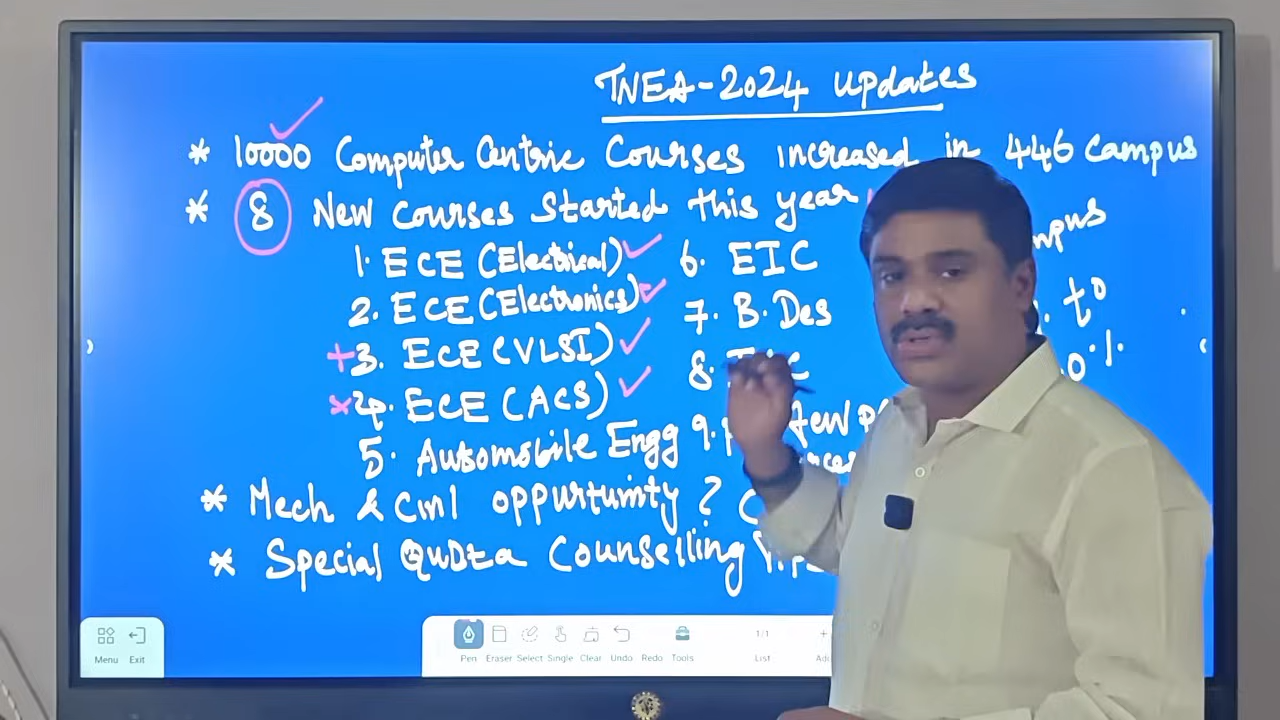 TNEA-2024 Updates
* 10000 Computer Centric Courses increased in 446 campus
* 8 New Courses Started this year
1. ECE (Electrical) 6. EIC
2. ECE (Electronics) 7. B.Des
+3. ECE (VLSI) 8.
x 4. ECE (ACS)
5. Automobile Engg 9.
* Mech & Civil oppurtunity ?
* Special Quota Counselling
to
Menu Exit
Pen Eraser Select Single Clear Undo Redo Tools
1/1
List